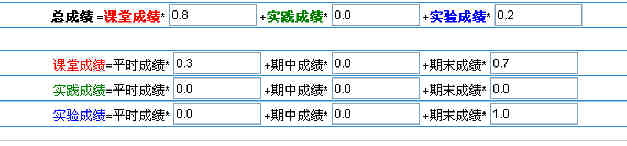 总成绩 =课堂成绩* 0.8 +实践成绩* 0.0 +实验成绩* 0.2
课堂成绩=平时成绩* 0.3 +期中成绩* 0.0 +期末成绩* 0.7
实践成绩=平时成绩* 0.0 +期中成绩* 0.0 +期末成绩* 0.0
实验成绩=平时成绩* 0.0 +期中成绩* 0.0 +期末成绩* 1.0